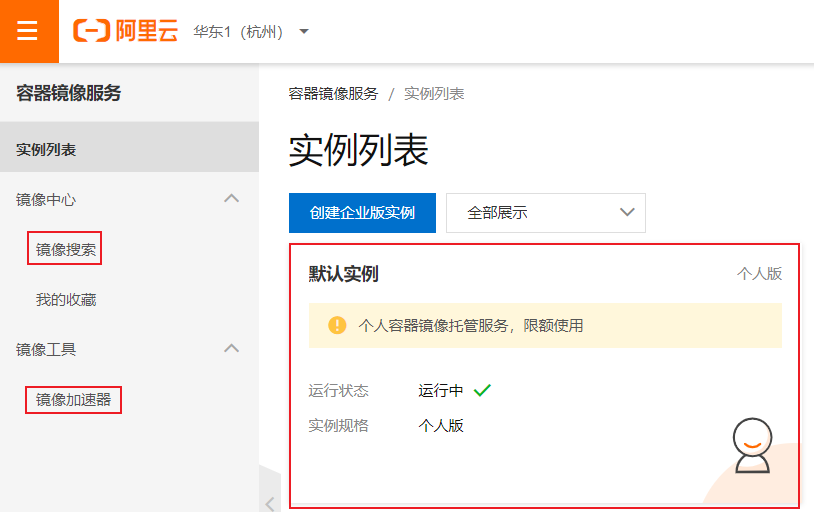 阿里云 华东1（杭州）
容器镜像服务
实例列表
镜像中心
镜像搜索
我的收藏
镜像工具
镜像加速器
容器镜像服务 / 实例列表
实例列表
创建企业版实例 全部展示
默认实例 个人版
个人容器镜像托管服务，限额使用
运行状态 运行中
实例规格 个人版